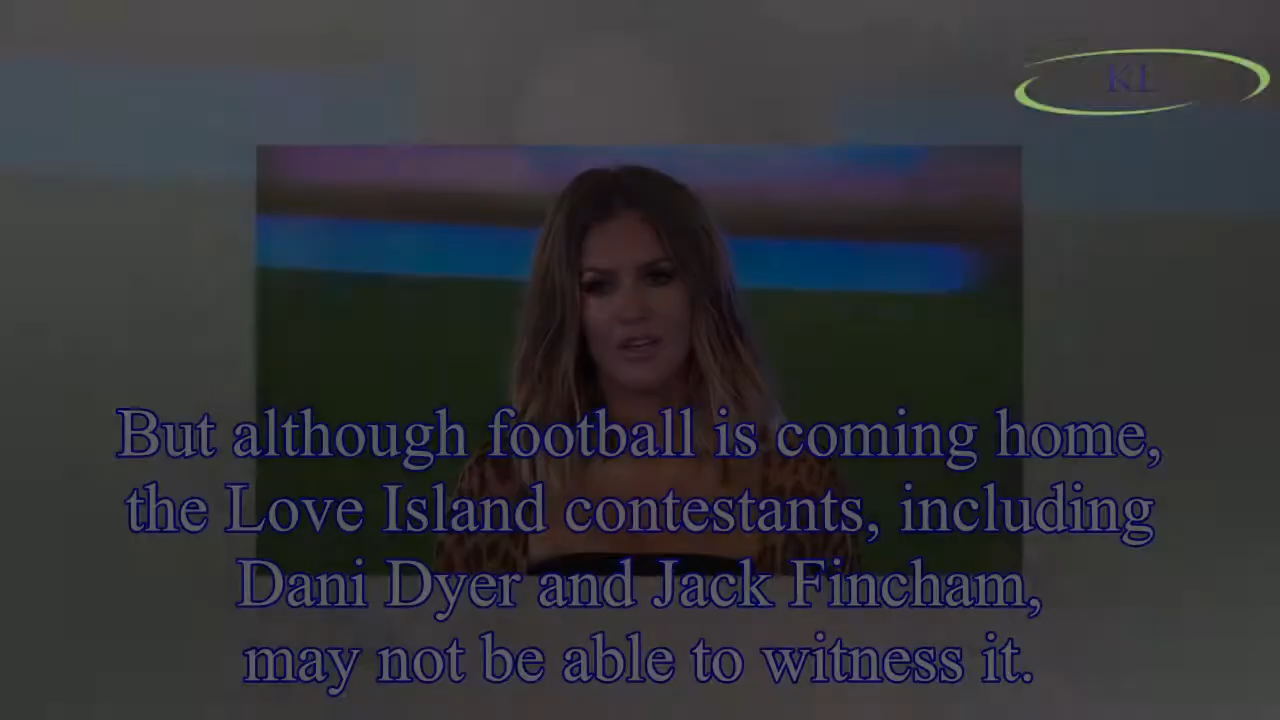 KL
But although football is coming home,
the Love Island contestants, including
Dani Dyer and Jack Fincham,
may not be able to witness it.